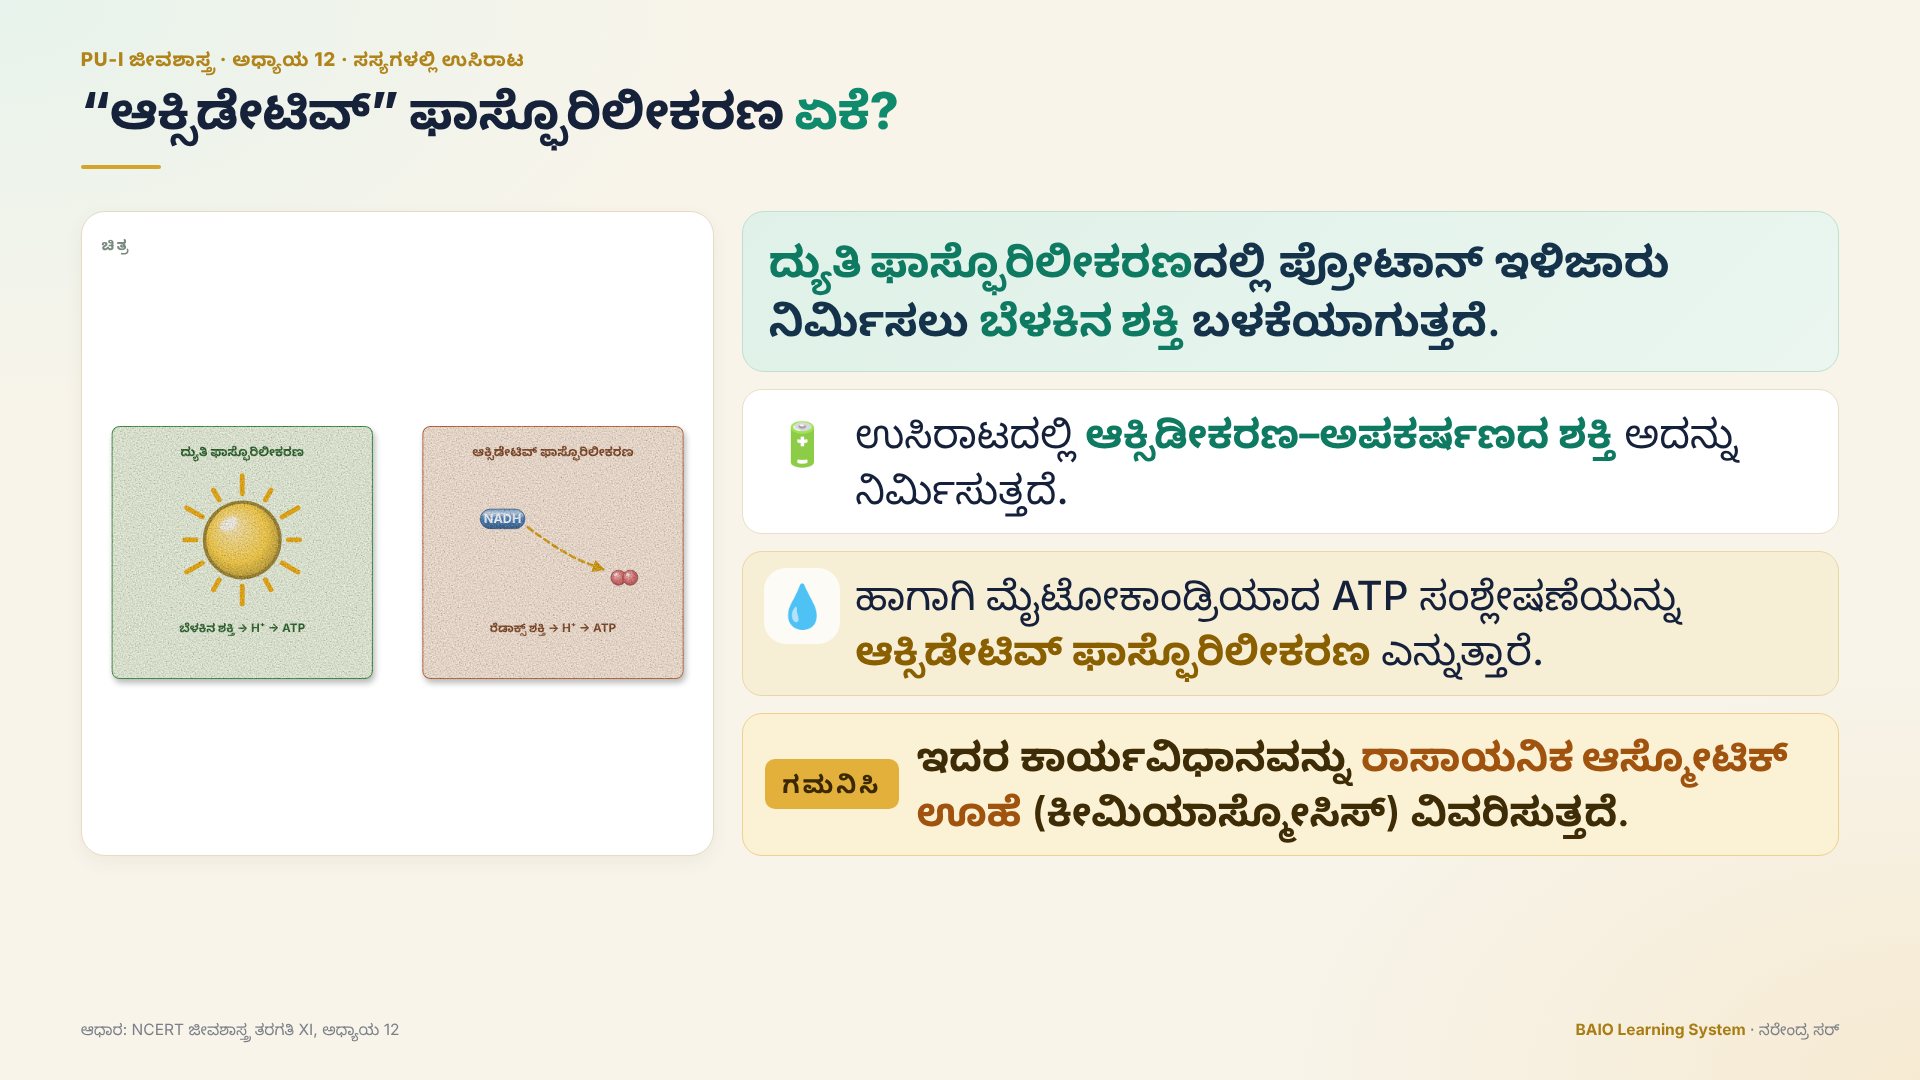 PU-I ಜೀವಶಾಸ್ತ್ರ · ಅಧ್ಯಾಯ 12 · ಸಸ್ಯಗಳಲ್ಲಿ ಉಸಿರಾಟ
“ಆಕ್ಸಿಡೇಟಿವ್” ಫಾಸ್ಫೊರಿಲೀಕರಣ ಏಕೆ?
ಚಿತ್ರ
ದ್ಯುತಿ ಫಾಸ್ಫೊರಿಲೀಕರಣ
ಬೆಳಕಿನ ಶಕ್ತಿ → H⁺ → ATP
ಆಕ್ಸಿಡೇಟಿವ್ ಫಾಸ್ಫೊರಿಲೀಕರಣ
NADH
ರೆಡಾಕ್ಸ್ ಶಕ್ತಿ → H⁺ → ATP
ದ್ಯುತಿ ಫಾಸ್ಫೊರಿಲೀಕರಣದಲ್ಲಿ ಪ್ರೋಟಾನ್ ಇಳಿಜಾರು
ನಿರ್ಮಿಸಲು ಬೆಳಕಿನ ಶಕ್ತಿ ಬಳಕೆಯಾಗುತ್ತದೆ.
ಉಸಿರಾಟದಲ್ಲಿ ಆಕ್ಸಿಡೀಕರಣ–ಅಪಕರ್ಷಣದ ಶಕ್ತಿ ಅದನ್ನು
ನಿರ್ಮಿಸುತ್ತದೆ.
ಹಾಗಾಗಿ ಮೈಟೋಕಾಂಡ್ರಿಯಾದ ATP ಸಂಶ್ಲೇಷಣೆಯನ್ನು
ಆಕ್ಸಿಡೇಟಿವ್ ಫಾಸ್ಫೊರಿಲೀಕರಣ ಎನ್ನುತ್ತಾರೆ.
ಗಮನಿಸಿ
ಇದರ ಕಾರ್ಯವಿಧಾನವನ್ನು ರಾಸಾಯನಿಕ ಆಸ್ಮೋಟಿಕ್
ಊಹೆ (ಕೀಮಿಯಾಸ್ಮೋಸಿಸ್) ವಿವರಿಸುತ್ತದೆ.
ಆಧಾರ: NCERT ಜೀವಶಾಸ್ತ್ರ ತರಗತಿ XI, ಅಧ್ಯಾಯ 12
BAIO Learning System · ನರೇಂದ್ರ ಸರ್